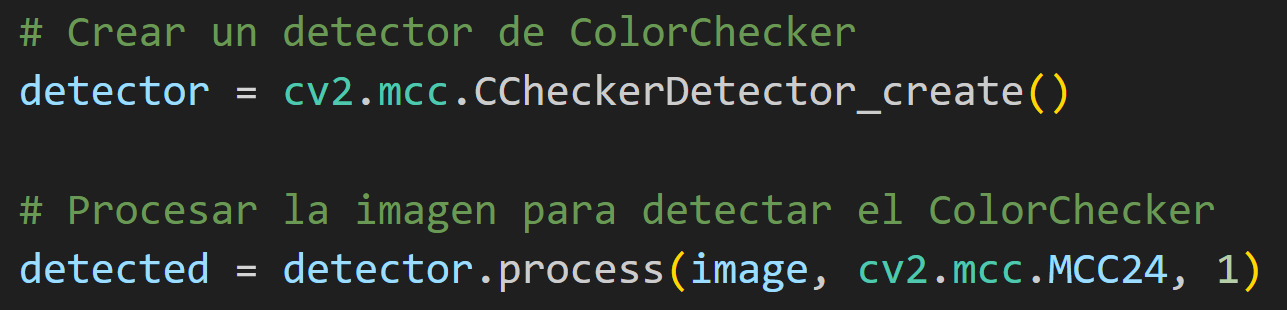 # Crear un detector de ColorChecker
detector = cv2.mcc.CCheckerDetector_create()
# Procesar la imagen para detectar el ColorChecker
detected = detector.process(image, cv2.mcc.MCC24, 1)